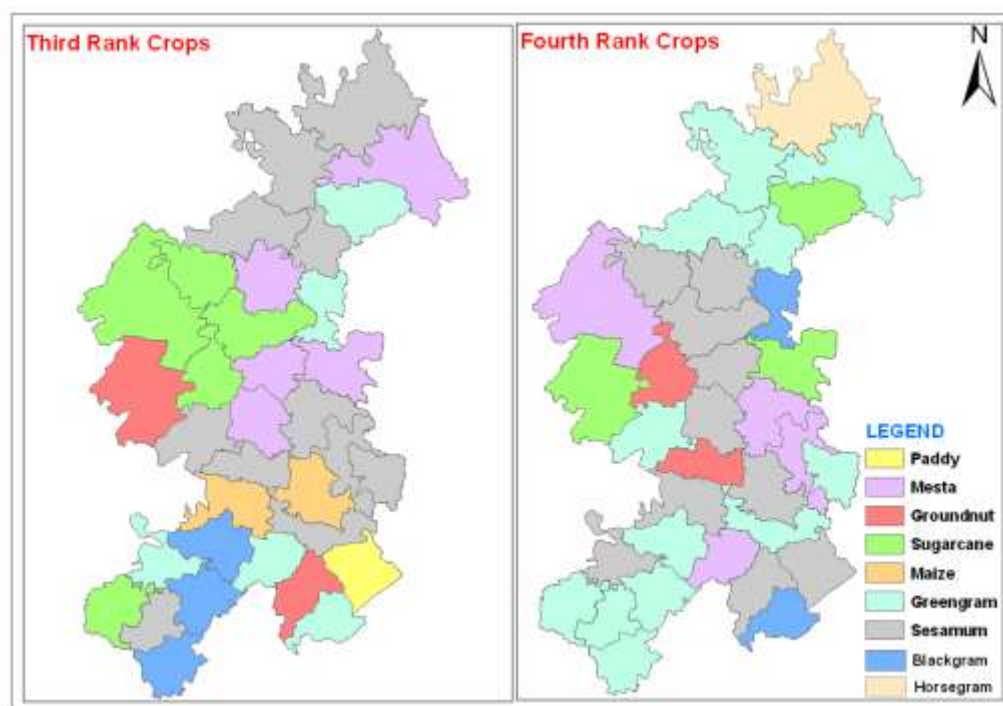 Third Rank Crops
Fourth Rank Crops
N
LEGEND
Paddy
Mesta
Groundnut
Sugarcane
Maize
Greengram
Sesamum
Blackgram
Horsegram